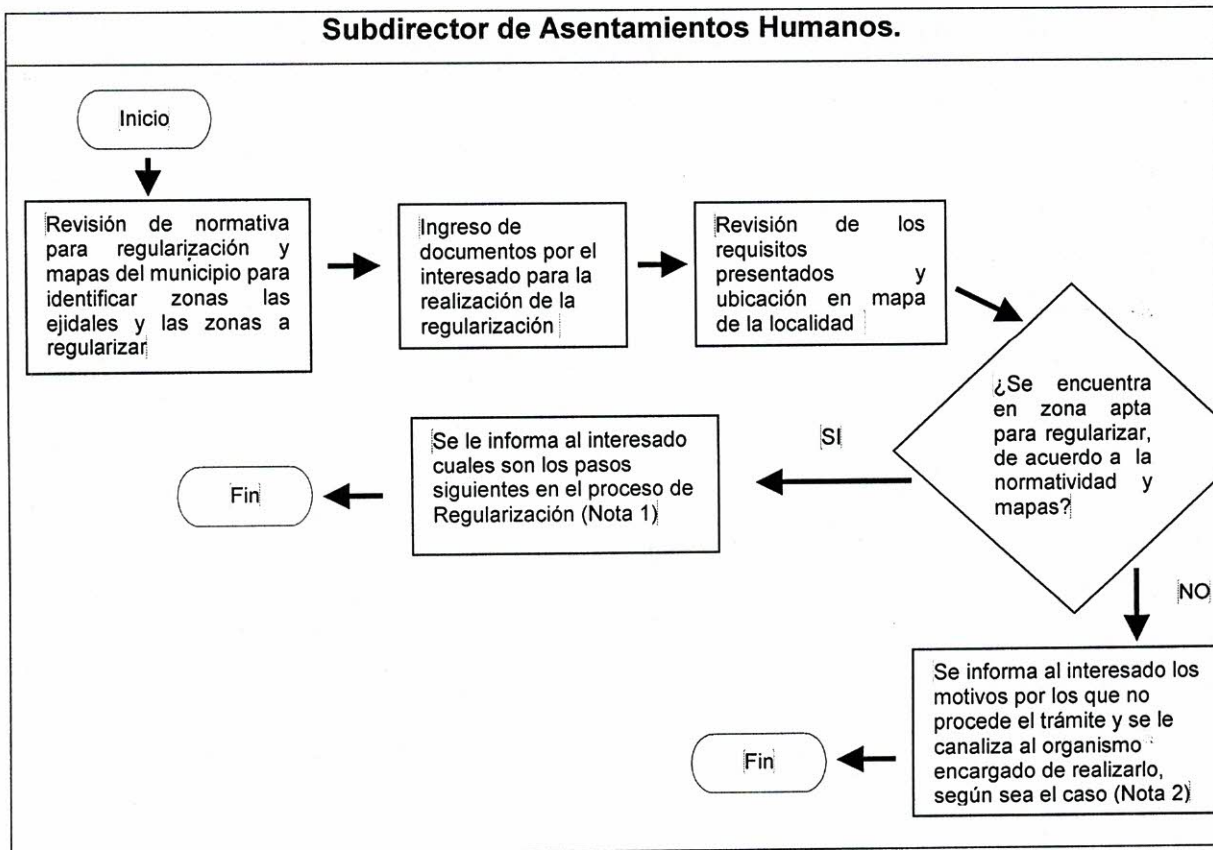 Subdirector de Asentamientos Humanos.
Inicio
Revisión de normativa
para regularización y
mapas del municipio para
identificar zonas las
ejidales y las zonas a
regularizar
Ingreso de
documentos por el
interesado para la
realización de la
regularización
Revisión de los
requisitos
presentados y
ubicación en mapa
de la localidad
¿Se encuentra
en zona apta
para regularizar,
de acuerdo a la
normatividad y
mapas?
SI
Se le informa al interesado
cuales son los pasos
siguientes en el proceso de
Regularización (Nota 1)
Fin
NO
Se informa al interesado los
motivos por los que no
procede el trámite y se le
canaliza al organismo
encargado de realizarlo,
según sea el caso (Nota 2)
Fin